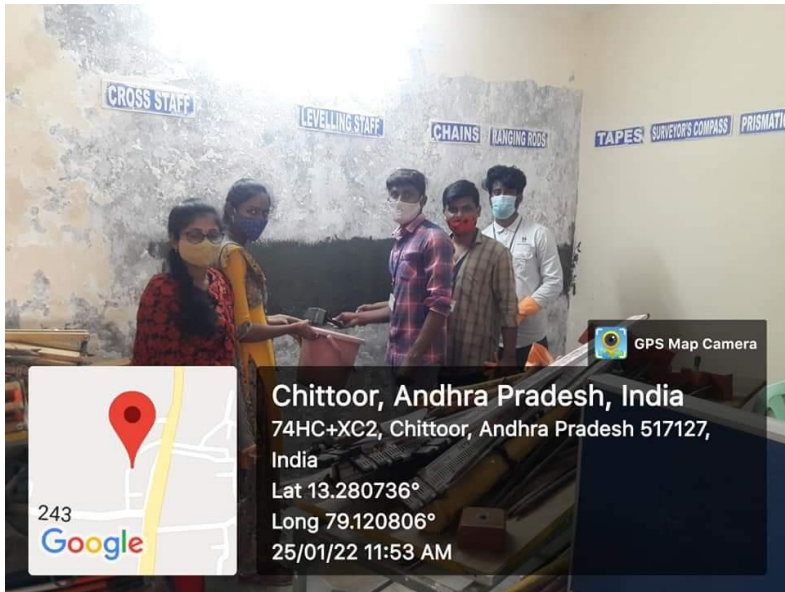 CROSS STAFF
LEVELLING STAFF
CHAINS
RANGING RODS
TAPES
SURVEYOR'S COMPASS
PRISMATIC
GPS Map Camera
Chittoor, Andhra Pradesh, India
74HC+XC2, Chittoor, Andhra Pradesh 517127,
India
Lat 13.280736°
Long 79.120806°
25/01/22 11:53 AM
243
Google